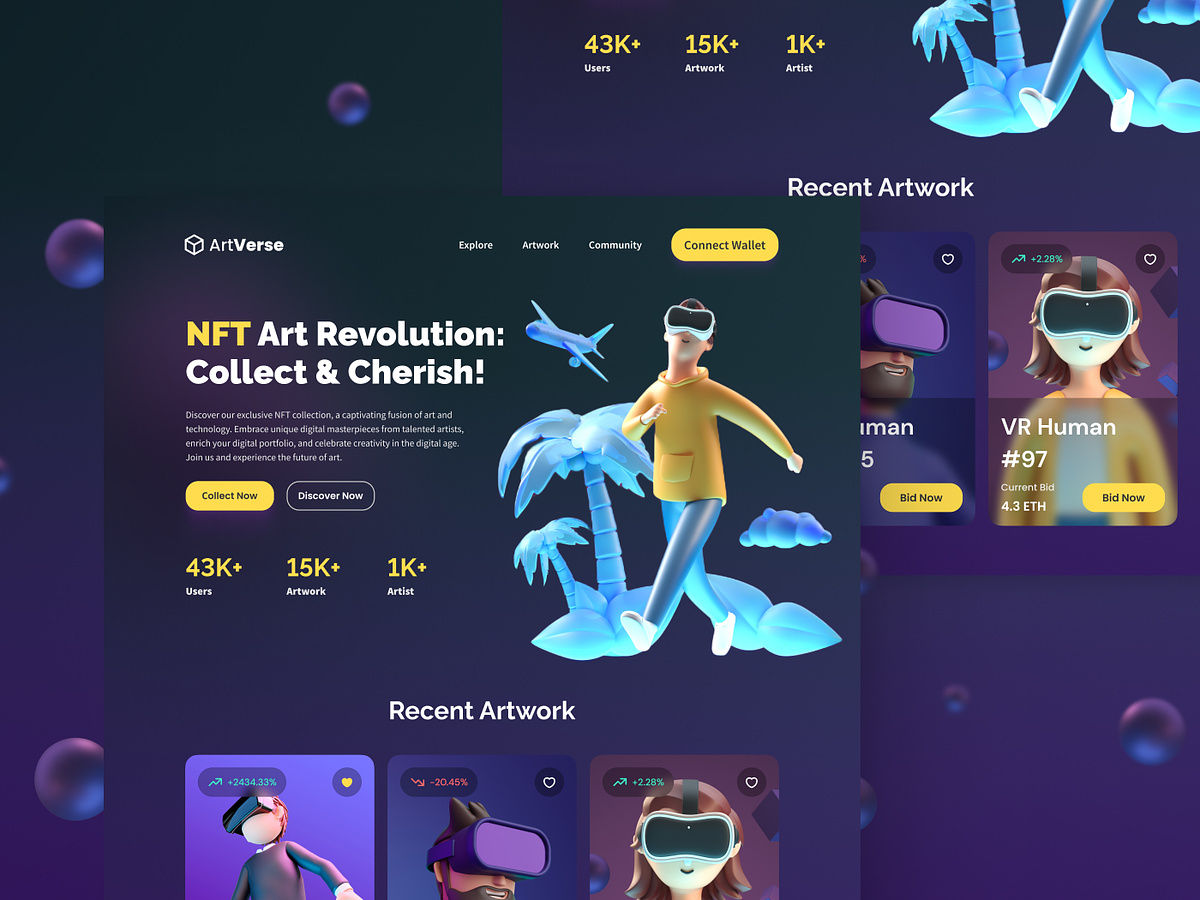 43K+ 15K+ 1K+
Users Artwork Artist
Recent Artwork
ArtVerse Explore Artwork Community Connect Wallet
% +2.28%
NFT Art Revolution:
Collect & Cherish!
Discover our exclusive NFT collection, a captivating fusion of art and
technology. Embrace unique digital masterpieces from talented artists,
enrich your digital portfolio, and celebrate creativity in the digital age.
Join us and experience the future of art.
Collect Now Discover Now
uman VR Human
5 #97
Current Bid
4.3 ETH
Bid Now Bid Now
43K+ 15K+ 1K+
Users Artwork Artist
Recent Artwork
+2434.33% -20.45% +2.28%